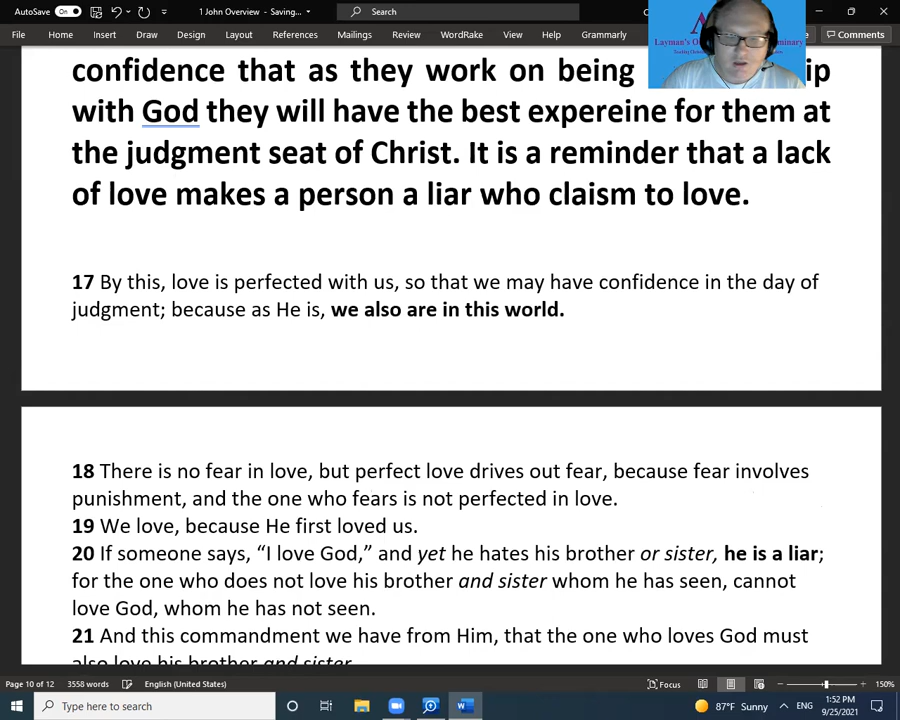 AutoSave On 1 John Overview - Saving... Search
File Home Insert Draw Design Layout References Mailings Review WordRake View Help Grammarly Comments
Layman's
confidence that as they work on being ip
with God they will have the best expereine for them at
the judgment seat of Christ. It is a reminder that a lack
of love makes a person a liar who claism to love.
17 By this, love is perfected with us, so that we may have confidence in the day of
judgment; because as He is, we also are in this world.
18 There is no fear in love, but perfect love drives out fear, because fear involves
punishment, and the one who fears is not perfected in love.
19 We love, because He first loved us.
20 If someone says, “I love God,” and yet he hates his brother or sister, he is a liar;
for the one who does not love his brother and sister whom he has seen, cannot
love God, whom he has not seen.
21 And this commandment we have from Him, that the one who loves God must
also love his brother and sister
Page 10 of 12 3558 words English (United States) Focus 150%
Type here to search 87°F Sunny ENG 1:52 PM
9/25/2021